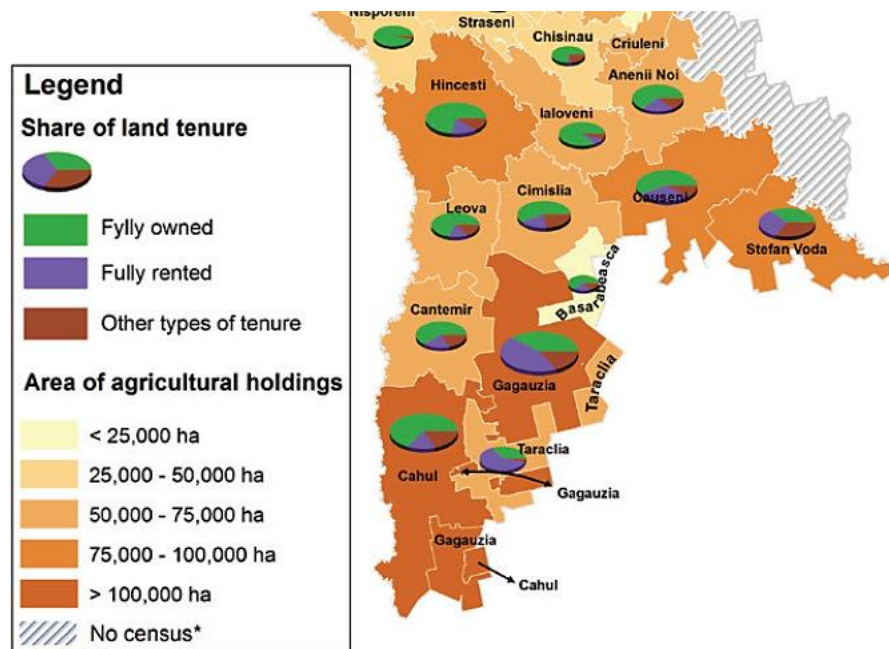 Nisporeni
Straseni
Chisinau
Criuleni
Anenii Noi
Hincesti
Ialoveni
Legend
Share of land tenure
Fylly owned
Fully rented
Other types of tenure
Area of agricultural holdings
< 25,000 ha
25,000 - 50,000 ha
50,000 - 75,000 ha
75,000 - 100,000 ha
> 100,000 ha
No census*
Cimislia
Causeni
Leova
Stefan Voda
Basarabeasca
Cantemir
Gagauzia
Taraclia
Taraclia
Cahul
Gagauzia
Gagauzia
Cahul